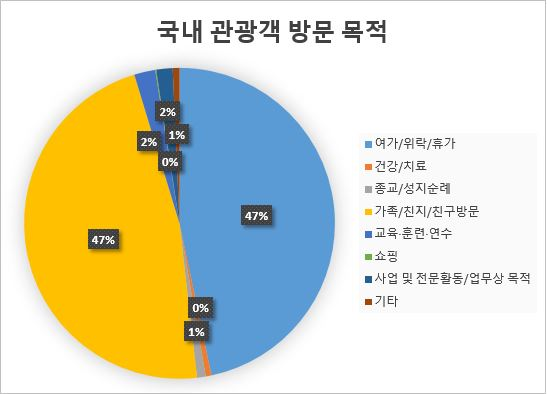 국내 관광객 방문 목적
2%
1%
2%
0%
47%
47%
0%
1%
여가/위락/휴가
건강/치료
종교/성지순례
가족/친지/친구방문
교육·훈련·연수
쇼핑
사업 및 전문활동/업무상 목적
기타